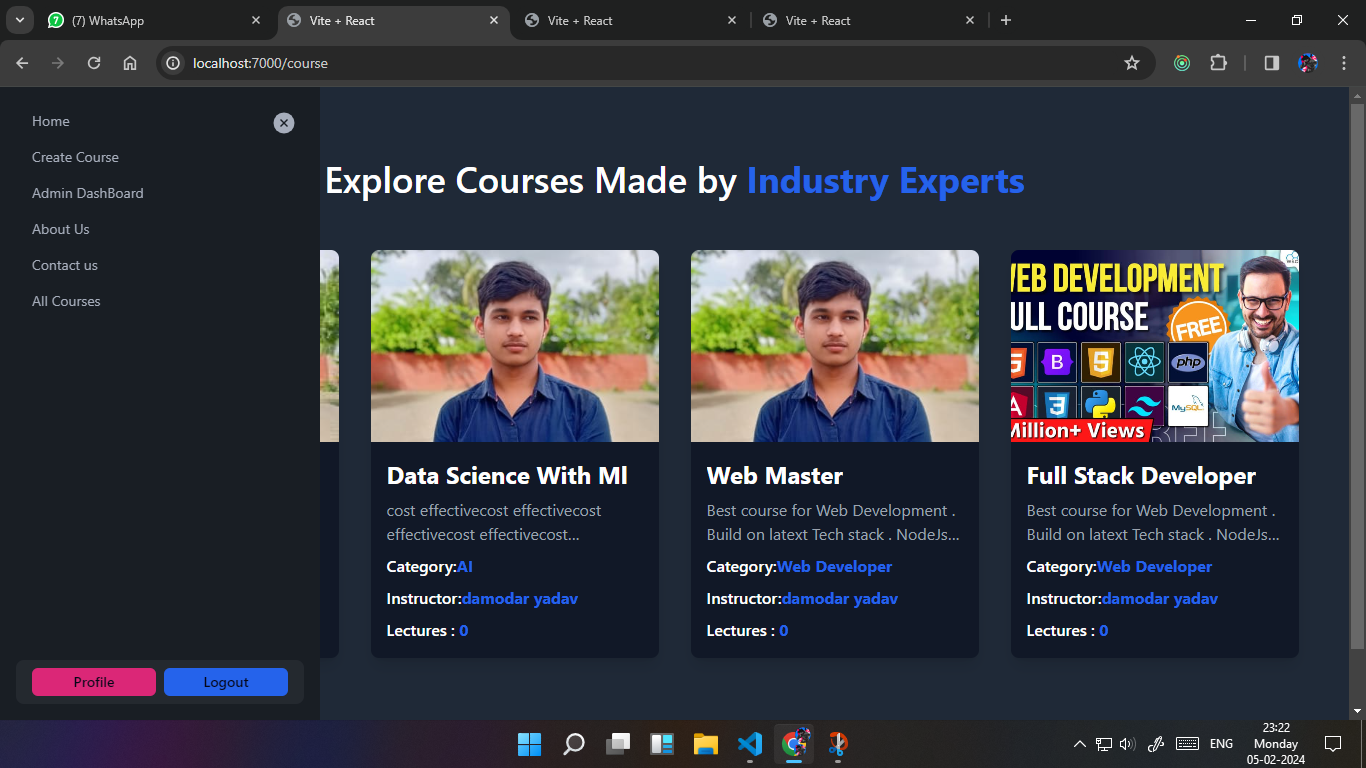 (7) WhatsApp
Vite + React
Vite + React
Vite + React
localhost:7000/course
Home
Create Course
Admin DashBoard
About Us
Contact us
All Courses
Profile
Logout
Explore Courses Made by Industry Experts
Data Science With Ml
cost effectivecost effectivecost
effectivecost effectivecost...
Category:AI
Instructor:damodar yadav
Lectures : 0
Web Master
Best course for Web Development .
Build on latext Tech stack . NodeJs...
Category:Web Developer
Instructor:damodar yadav
Lectures : 0
WEB DEVELOPMENT
FULL COURSE
FREE
B
php
A
MySQL
Million+ Views
Full Stack Developer
Best course for Web Development .
Build on latext Tech stack . NodeJs...
Category:Web Developer
Instructor:damodar yadav
Lectures : 0
ENG
23:22
Monday
05-02-2024